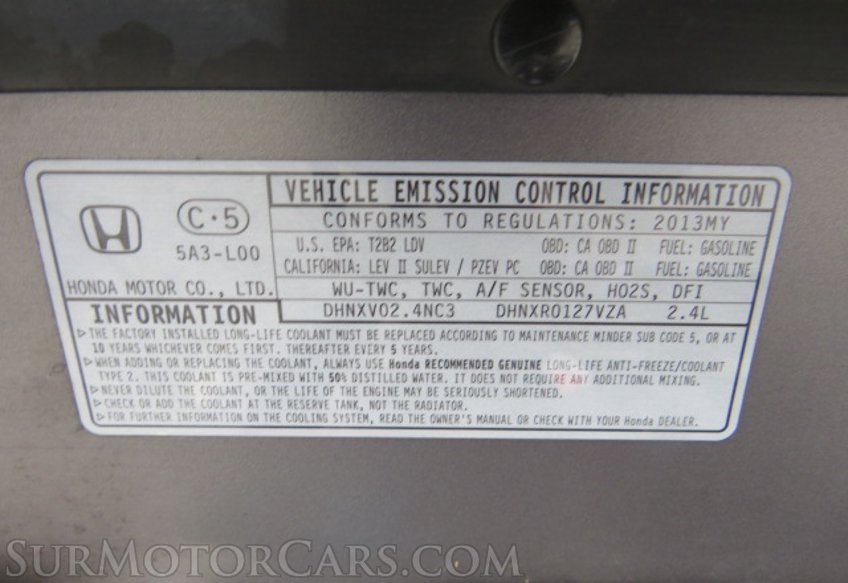 C·5
5A3-L00
HONDA MOTOR CO., LTD.
VEHICLE EMISSION CONTROL INFORMATION
CONFORMS TO REGULATIONS: 2013MY
U.S. EPA: T2B2 LDV OBD: CA OBD II FUEL: GASOLINE
CALIFORNIA: LEV II SULEV / PZEV PC OBD: CA OBD II FUEL: GASOLINE
WU-TWC, TWC, A/F SENSOR, HO2S, DFI
DHNXV02.4NC3 DHNXR0127VZA 2.4L
INFORMATION
▷THE FACTORY INSTALLED LONG-LIFE COOLANT MUST BE REPLACED ACCORDING TO MAINTENANCE MINDER SUB CODE 5, OR AT
10 YEARS WHICHEVER COMES FIRST. THEREAFTER EVERY 5 YEARS.
▷WHEN ADDING OR REPLACING THE COOLANT, ALWAYS USE Honda RECOMMENDED GENUINE LONG-LIFE ANTI-FREEZE/COOLANT
TYPE 2. THIS COOLANT IS PRE-MIXED WITH 50% DISTILLED WATER. IT DOES NOT REQUIRE ANY ADDITIONAL MIXING.
▷NEVER DILUTE THE COOLANT, OR THE LIFE OF THE ENGINE MAY BE SERIOUSLY SHORTENED.
▷CHECK OR ADD THE COOLANT AT THE RESERVE TANK, NOT THE RADIATOR.
▷FOR FURTHER INFORMATION ON THE COOLING SYSTEM, READ THE OWNER'S MANUAL OR CHECK WITH YOUR Honda DEALER.
SURMOTORCARS.COM